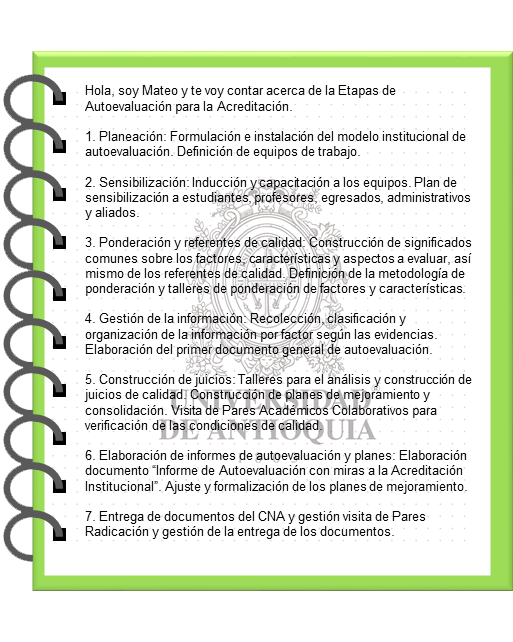 Hola, soy Mateo y te voy contar acerca de la Etapas de
Autoevaluación para la Acreditación.
1. Planeación: Formulación e instalación del modelo institucional de
autoevaluación. Definición de equipos de trabajo.
2. Sensibilización: Inducción y capacitación a los equipos. Plan de
sensibilización a estudiantes, profesores, egresados, administrativos
y aliados.
3. Ponderación y referentes de calidad: Construcción de significados
comunes sobre los factores, características y aspectos a evaluar, así
mismo de los referentes de calidad. Definición de la metodología de
ponderación y talleres de ponderación de factores y características.
4. Gestión de la información: Recolección, clasificación y
organización de la información por factor según las evidencias.
Elaboración del primer documento general de autoevaluación.
5. Construcción de juicios: Talleres para el análisis y construcción de
juicios de calidad. Construcción de planes de mejoramiento y
consolidación. Visita de Pares Académicos Colaborativos para
verificación de las condiciones de calidad.
UNIVERSIDAD
DE ANTIOQUIA
6. Elaboración de informes de autoevaluación y planes: Elaboración
documento “Informe de Autoevaluación con miras a la Acreditación
Institucional”. Ajuste y formalización de los planes de mejoramiento.
7. Entrega de documentos del CNA y gestión visita de Pares
Radicación y gestión de la entrega de los documentos.